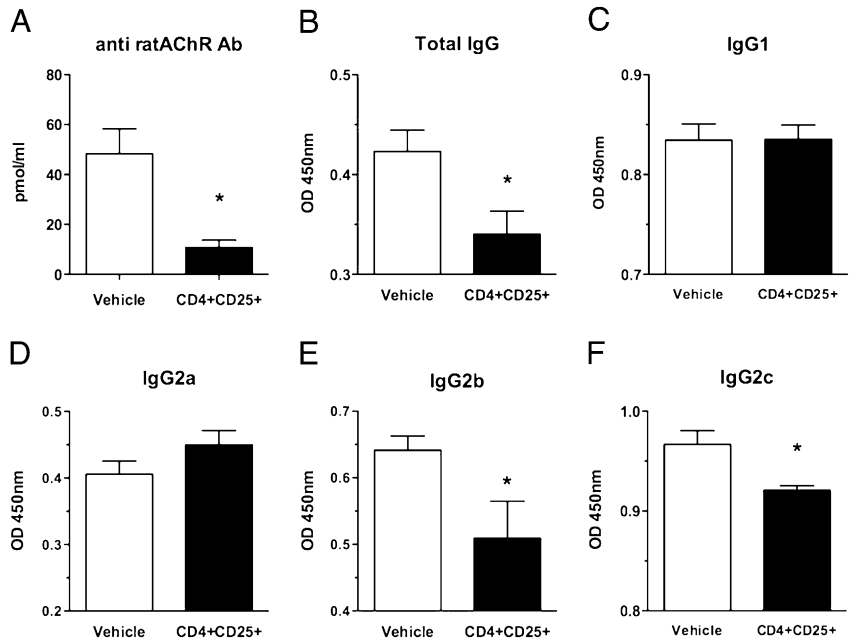 A
anti ratAChR Ab
80
60
40
20
0
pmol/ml
Vehicle
CD4+CD25+
*
B
Total IgG
0.5
0.4
0.3
OD 450nm
Vehicle
CD4+CD25+
*
C
IgG1
0.9
0.8
0.7
OD 450nm
Vehicle
CD4+CD25+
D
IgG2a
0.5
0.4
0.3
0.2
OD 450nm
Vehicle
CD4+CD25+
E
IgG2b
0.7
0.6
0.5
0.4
OD 450nm
Vehicle
CD4+CD25+
*
F
IgG2c
1.0
0.9
0.8
OD 450nm
Vehicle
CD4+CD25+
*